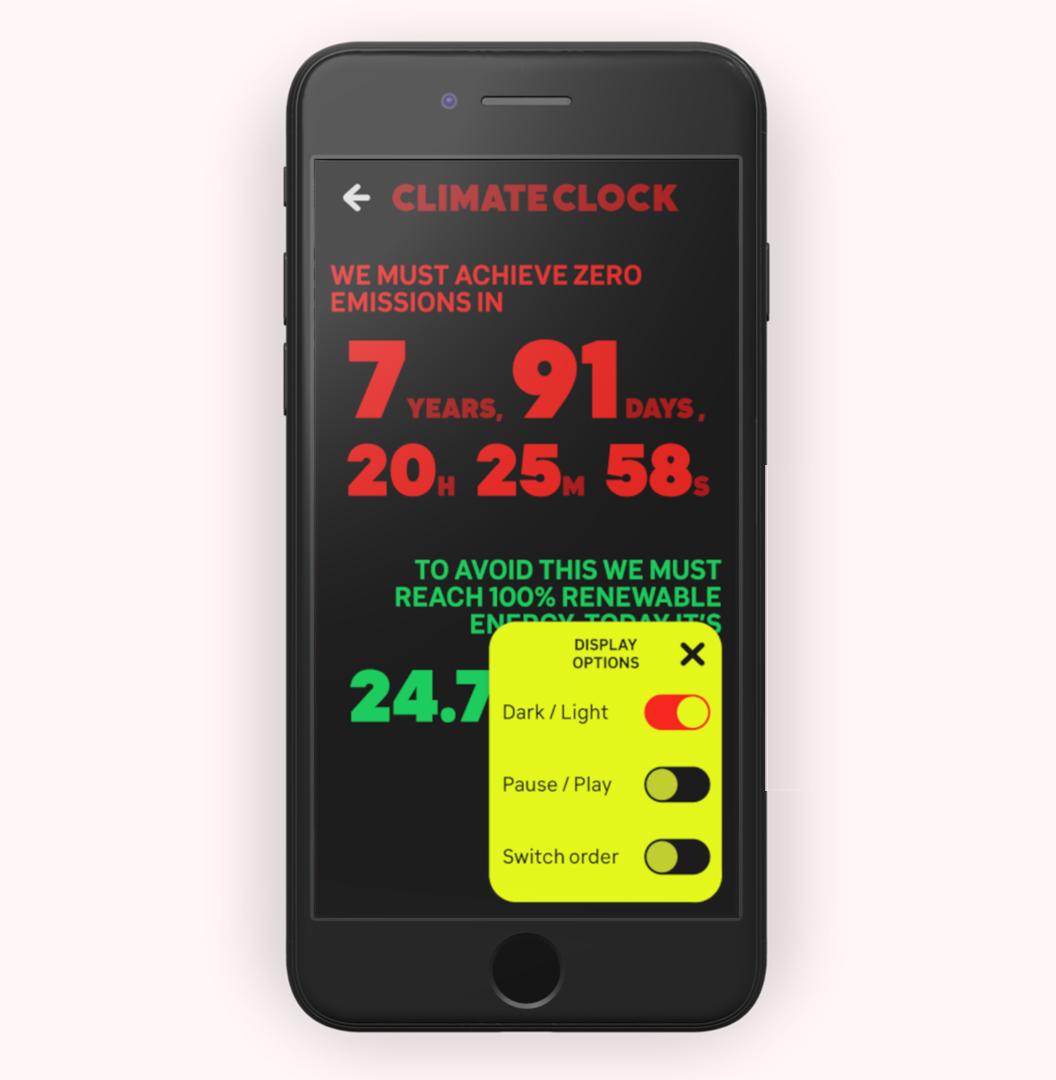 CLIMATE CLOCK
WE MUST ACHIEVE ZERO
EMISSIONS IN
7 YEARS, 91 DAYS,
20H 25M 58S
TO AVOID THIS WE MUST
REACH 100% RENEWABLE
ENERGY. TODAY IT'S
24.7
DISPLAY
OPTIONS
Dark / Light
Pause / Play
Switch order